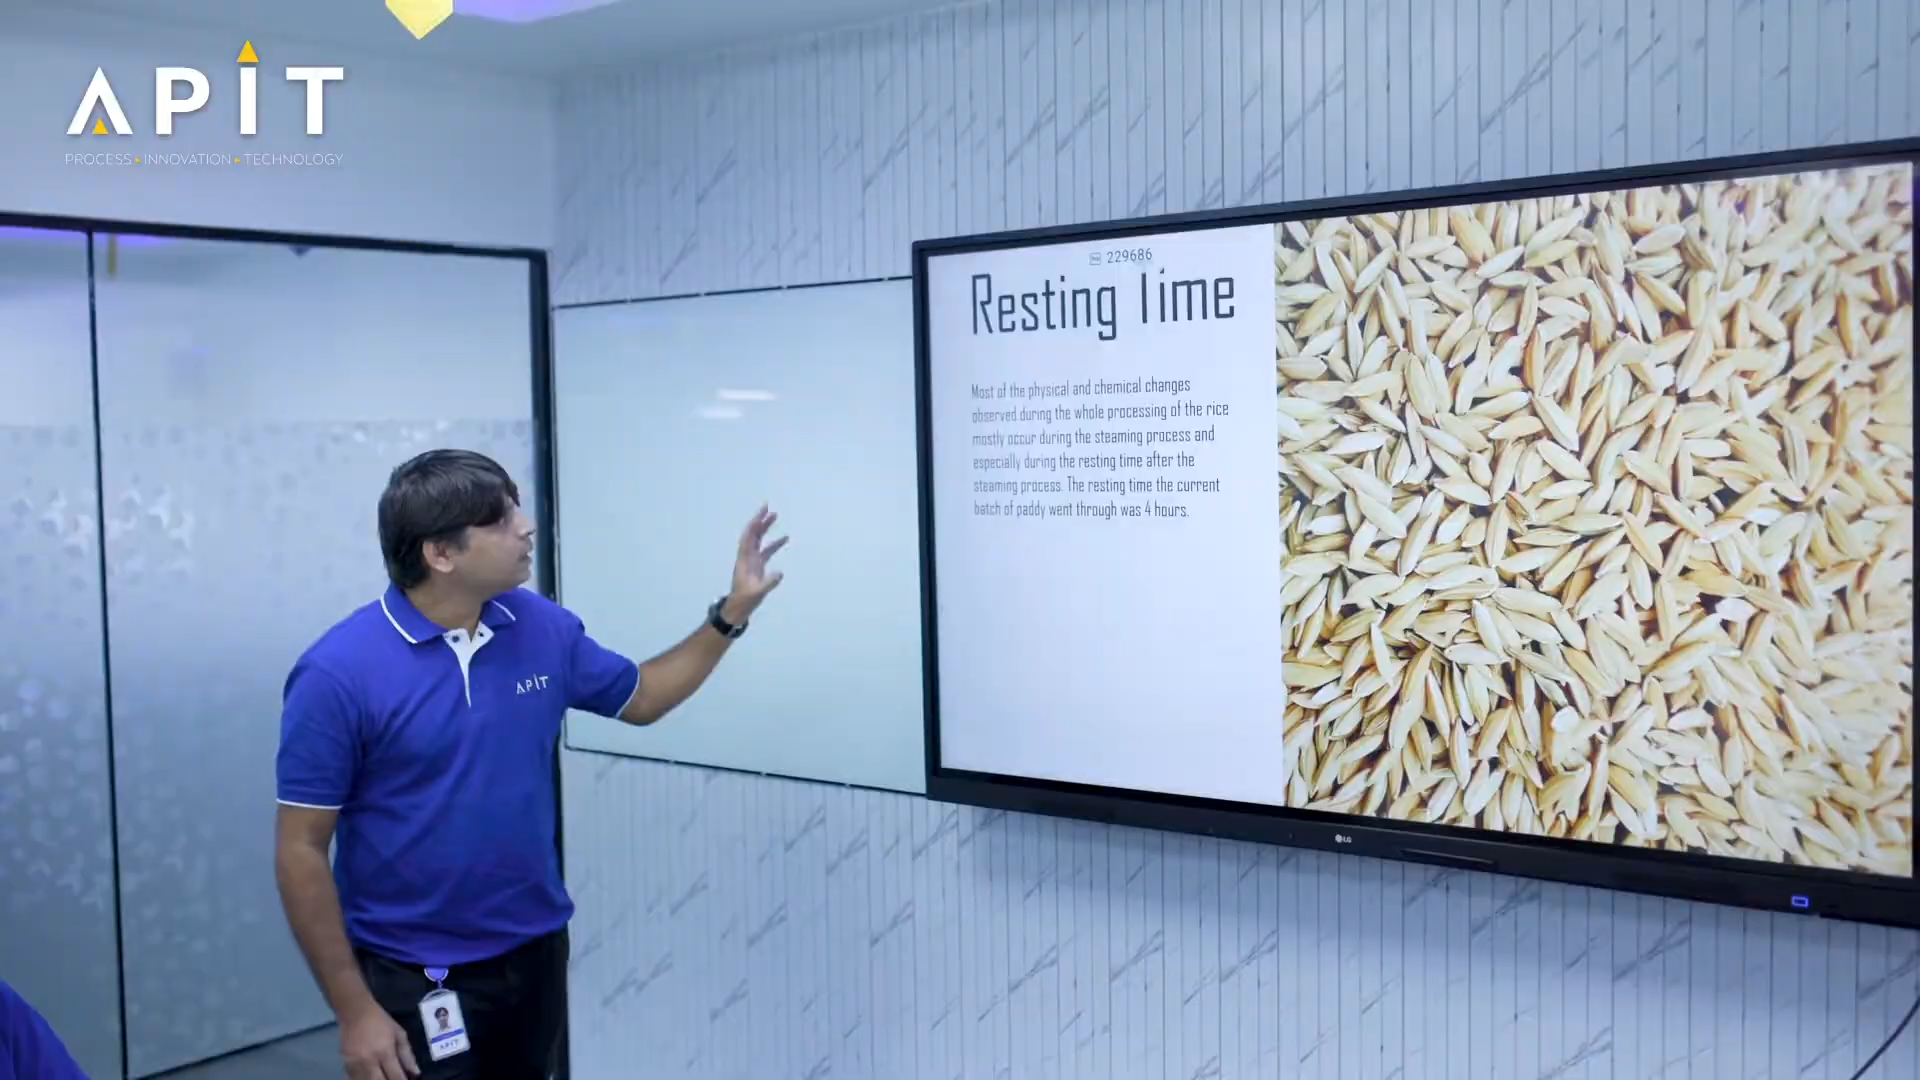 APIT
PROCESS INNOVATION TECHNOLOGY
229686
Resting Time
Most of the physical and chemical changes
observed during the whole processing of the rice
mostly occur during the steaming process and
especially during the resting time after the
steaming process. The resting time the current
batch of paddy went through was 4 hours.
APIT
APIT
LG